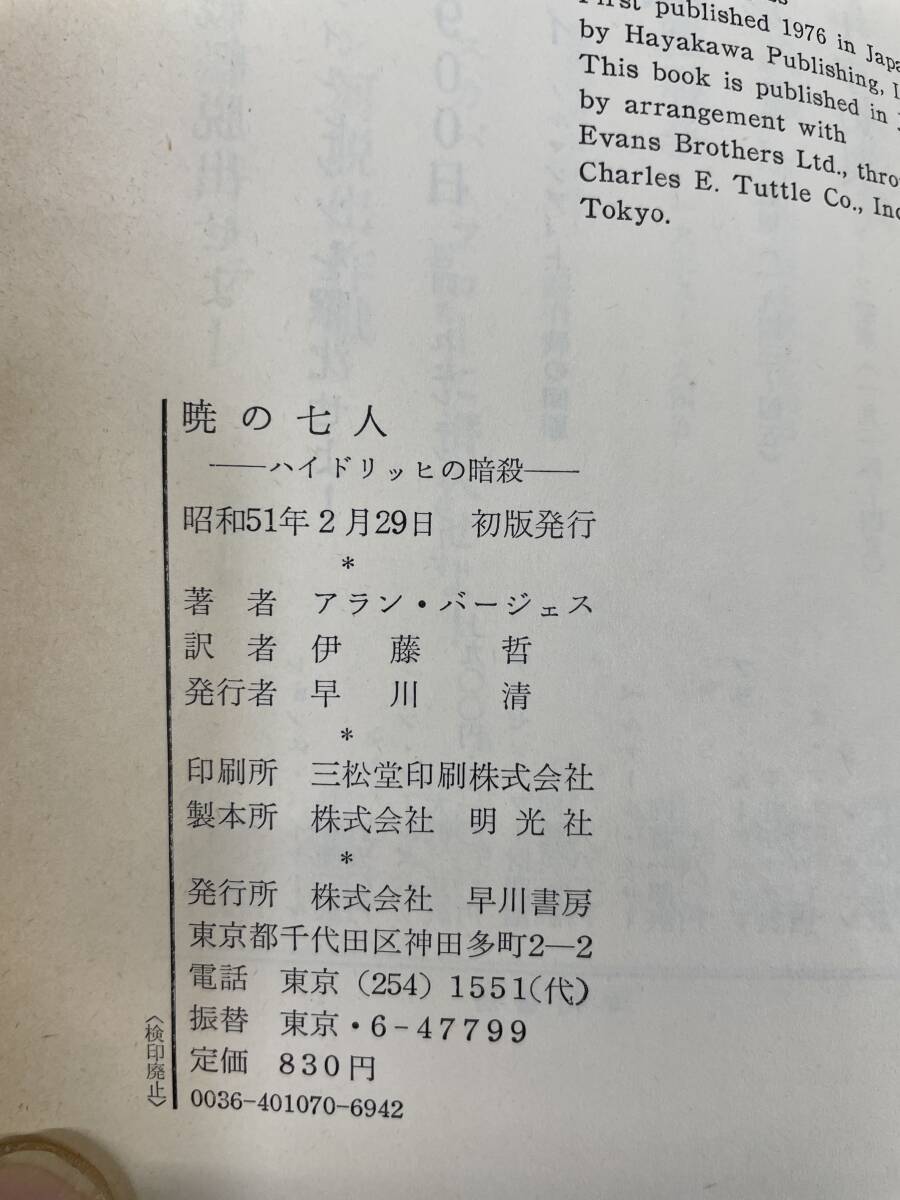 First published 1976 in
by Hayakawa Publishing,
This book is published in
by arrangement with
Evans Brothers Ltd.,
Charles E. Tuttle Co.,
Tokyo.
暁の七人
——ハイドリッヒの暗殺——
昭和51年2月29日 初版発行
*
著者 アラン・バージェス
訳者 伊藤哲
発行者 早川清
*
印刷所 三松堂印刷株式会社
製本所 株式会社 明光社
*
発行所 株式会社 早川書房
東京都千代田区神田多町2—2
電話 東京(254)1551(代)
振替 東京・6-47799
定価 830円
0036-401070-6942
〈検印廃止〉